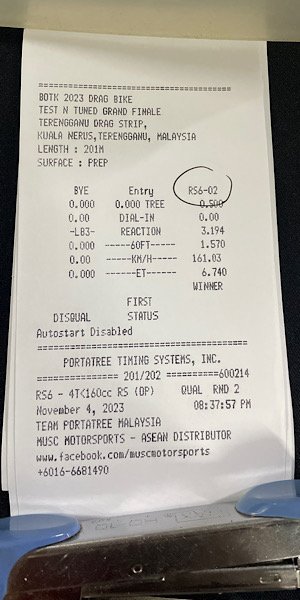 ==========================================
BOTK 2023 DRAG BIKE
TEST N TUNED GRAND FINALE
TERENGGANU DRAG STRIP,
KUALA NERUS,TERENGGANU, MALAYSIA
LENGTH : 201M
SURFACE : PREP
BYE Entry RS6-02
0.000 0.000 TREE 0.500
0.00 DIAL-IN 0.00
-LB3- REACTION 3.194
0.000 ------60FT------ 1.570
0.00 ------KM/H------ 161.03
0.000 -------ET------- 6.740
WINNER
FIRST
DISQUAL STATUS
Autostart Disabled
==========================================
PORTATREE TIMING SYSTEMS, INC.
================ 201/202 ==========600214
RS6 - 4TK160cc RS (OP) QUAL RND 2
November 4, 2023 08:37:57 PM
TEAM PORTATREE MALAYSIA
MUSC MOTORSPORTS - ASEAN DISTRIBUTOR
www.facebook.com/muscmotorsports
+6016-6681490